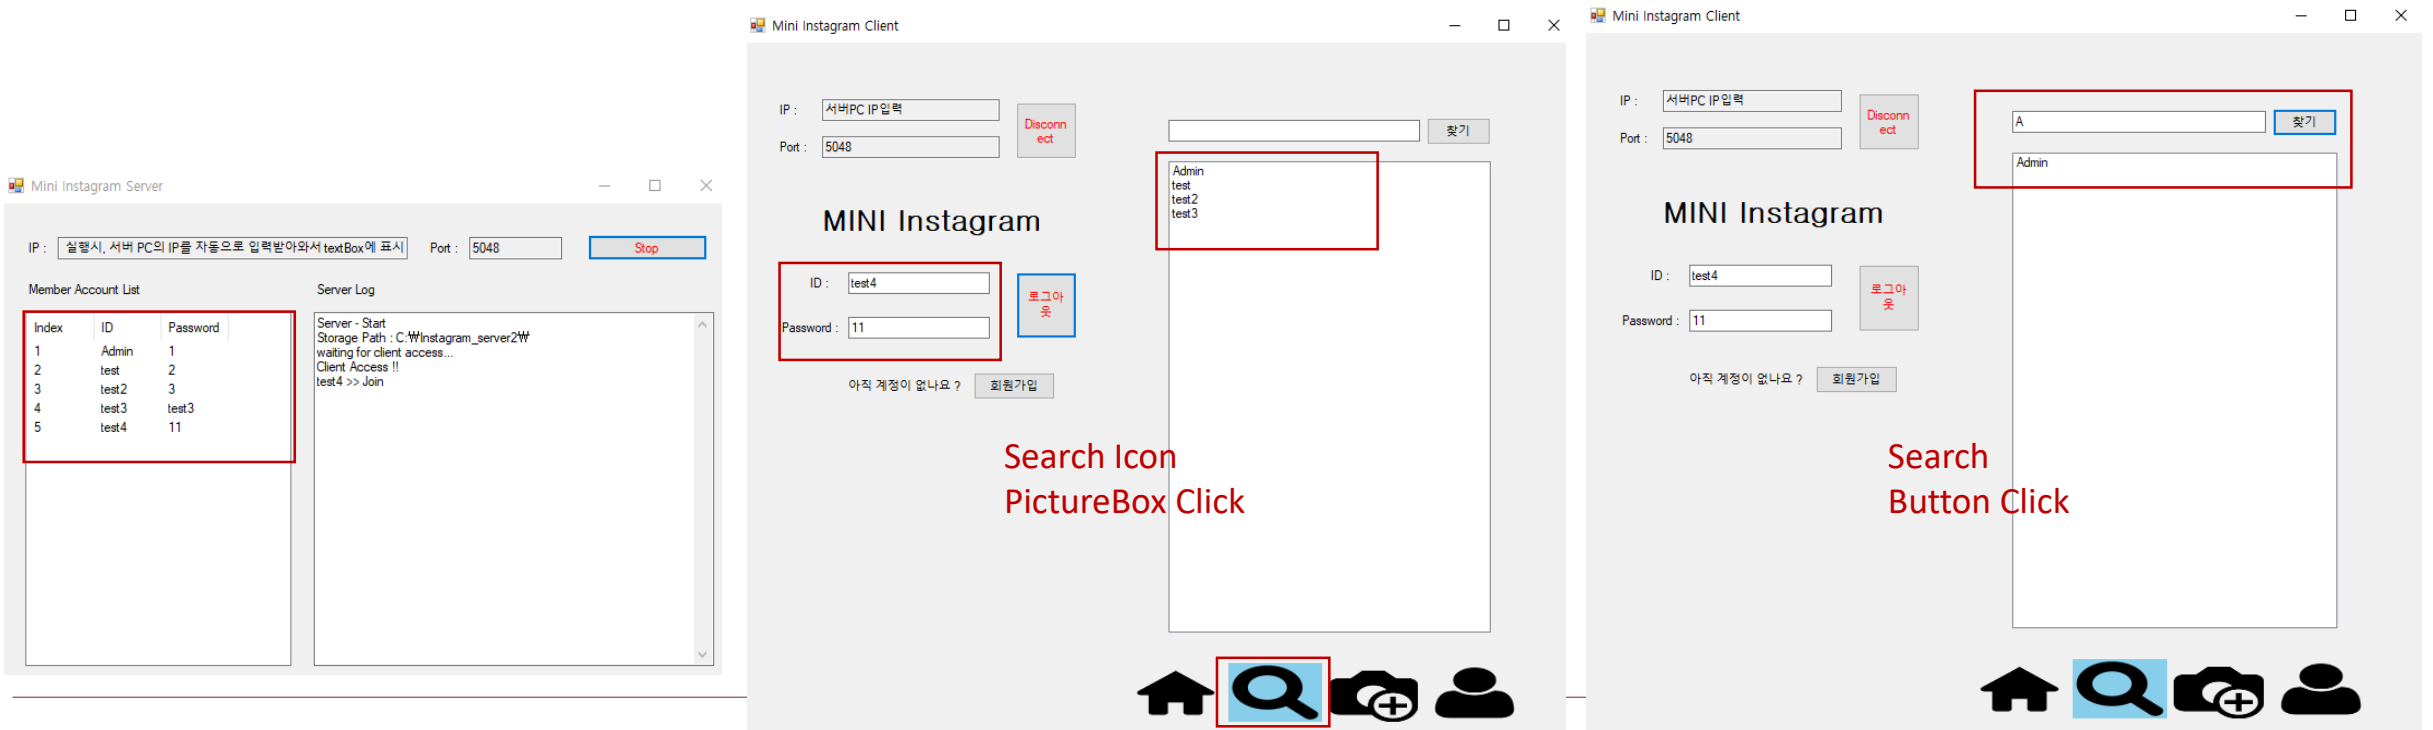 Mini Instagram Server
IP : 실행시, 서버 PC의 IP를 자동으로 입력받아와서 textBox에 표시 Port : 5048 Stop
Member Account List
Index ID Password
1 Admin 1
2 test 2
3 test2 3
4 test3 test3
5 test4 11
Server Log
Server - Start
Storage Path : C:₩Instagram_server2₩
waiting for client access...
Client Access !!
test4 >> Join
Mini Instagram Client
IP : 서버PC IP입력
Port : 5048
Disconn
ect
MINI Instagram
ID : test4
Password : 11
로그아
웃
아직 계정이 없나요 ? 회원가입
찾기
Admin
test
test2
test3
Search Icon
PictureBox Click
Mini Instagram Client
IP : 서버PC IP입력
Port : 5048
Disconn
ect
MINI Instagram
ID : test4
Password : 11
로그아
웃
아직 계정이 없나요 ? 회원가입
A 찾기
Admin
Search
Button Click